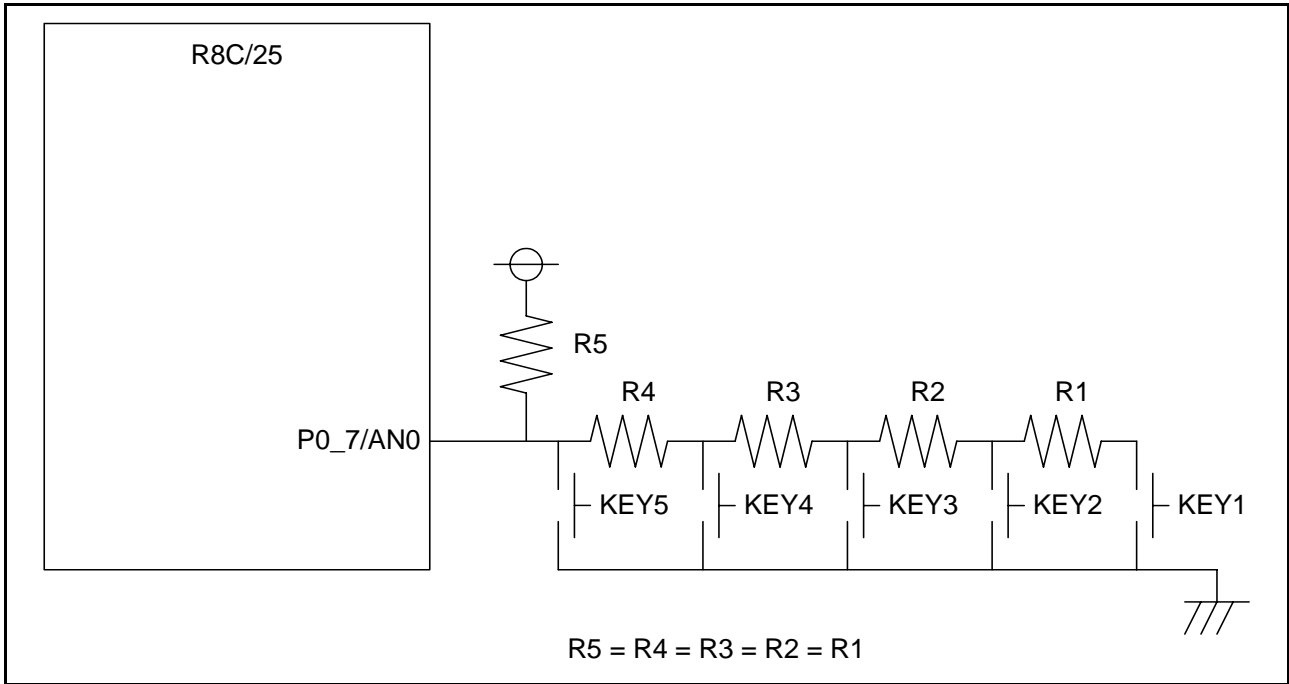 R8C/25
R5
R4 R3 R2 R1
P0_7/AN0
KEY5 KEY4 KEY3 KEY2 KEY1
R5 = R4 = R3 = R2 = R1